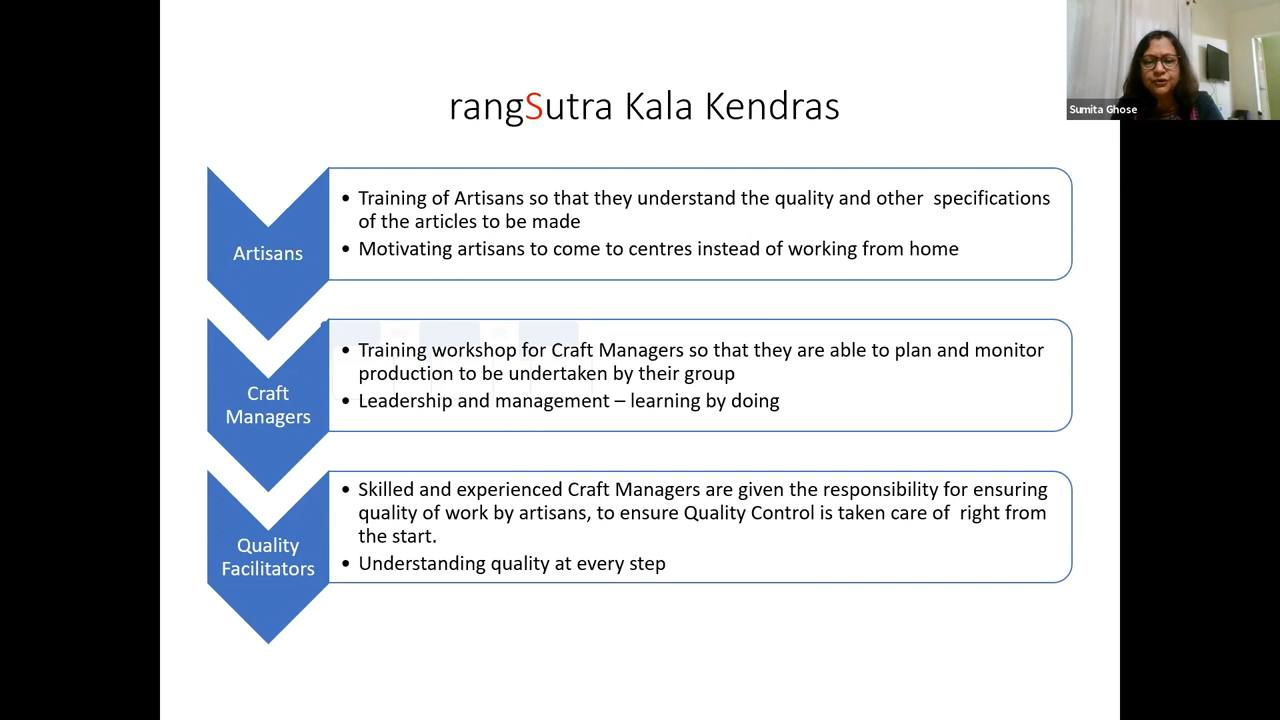 rangSutra Kala Kendras
Sumita Ghose
Artisans
• Training of Artisans so that they understand the quality and other  specifications
of the articles to be made
• Motivating artisans to come to centres instead of working from home
Craft
Managers
• Training workshop for Craft Managers so that they are able to plan and monitor
production to be undertaken by their group
• Leadership and management – learning by doing
Quality
Facilitators
• Skilled and experienced Craft Managers are given the responsibility for ensuring
quality of work by artisans, to ensure Quality Control is taken care of  right from
the start.
• Understanding quality at every step